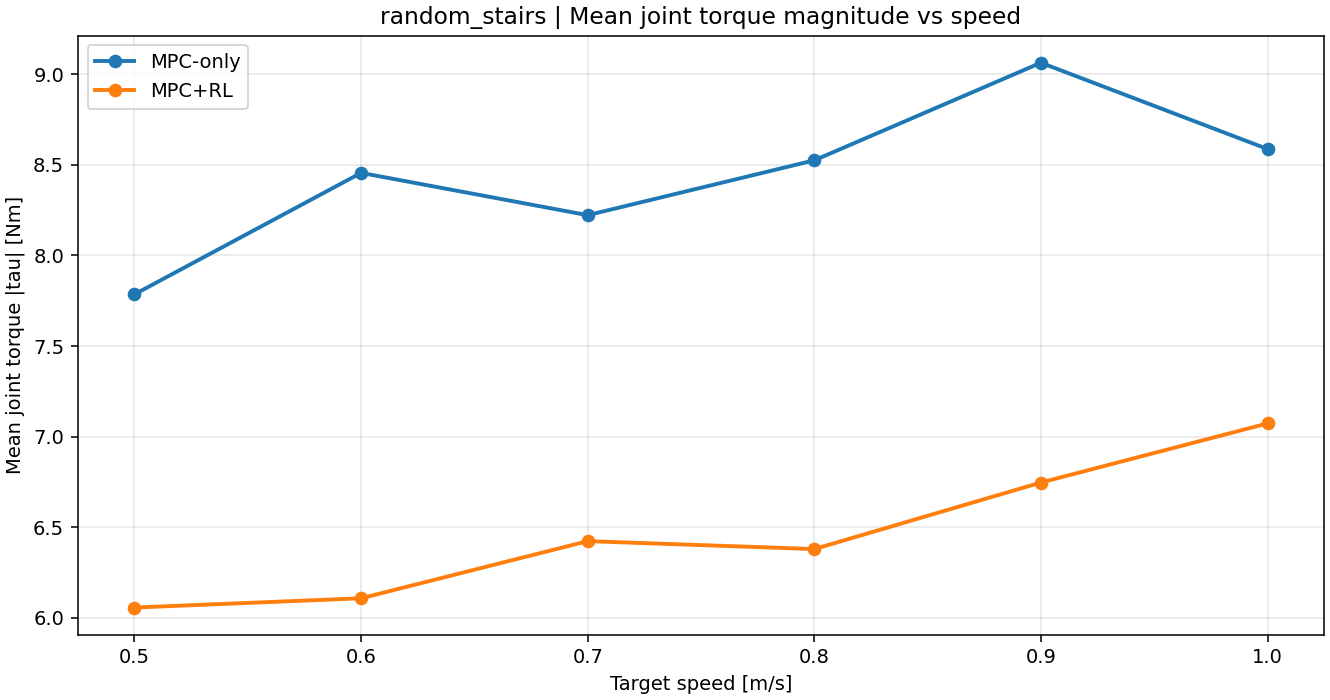 random_stairs | Mean joint torque magnitude vs speed
MPC-only
MPC+RL
Mean joint torque |tau| [Nm]
9.0
8.5
8.0
7.5
7.0
6.5
6.0
0.5 0.6 0.7 0.8 0.9 1.0
Target speed [m/s]